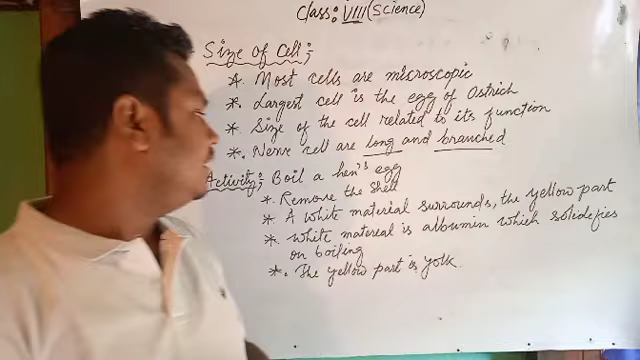 Class: VIII (Science)
Size of Cell;
*. Most cells are microscopic
*. Largest cell is the egg of Ostrich
* Size of the cell related to its function
*. Nerve cell are long and branched
Activity; Boil a hen's egg
*. Remove the shell
* A white material surrounds, the yellow part
* White material is albumin which solidefies
on boiling
*. The yellow part is yolk.